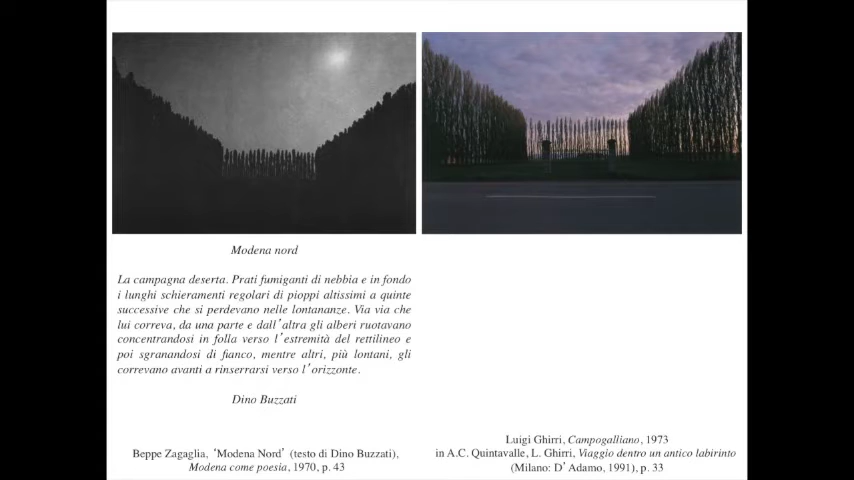 Modena nord
La campagna deserta. Prati fumiganti di nebbia e in fondo
i lunghi schieramenti regolari di pioppi altissimi a quinte
successive che si perdevano nelle lontananze. Via via che
lui correva, da una parte e dall’altra gli alberi ruotavano
concentrandosi in folla verso l’estremità del rettilineo e
poi sgranandosi di fianco, mentre altri, più lontani, gli
correvano avanti a rinserrarsi verso l’orizzonte.
Dino Buzzati
Beppe Zagaglia, ‘Modena Nord’ (testo di Dino Buzzati),
Modena come poesia, 1970, p. 43
Luigi Ghirri, Campogalliano, 1973
in A.C. Quintavalle, L. Ghirri, Viaggio dentro un antico labirinto
(Milano: D’Adamo, 1991), p. 33